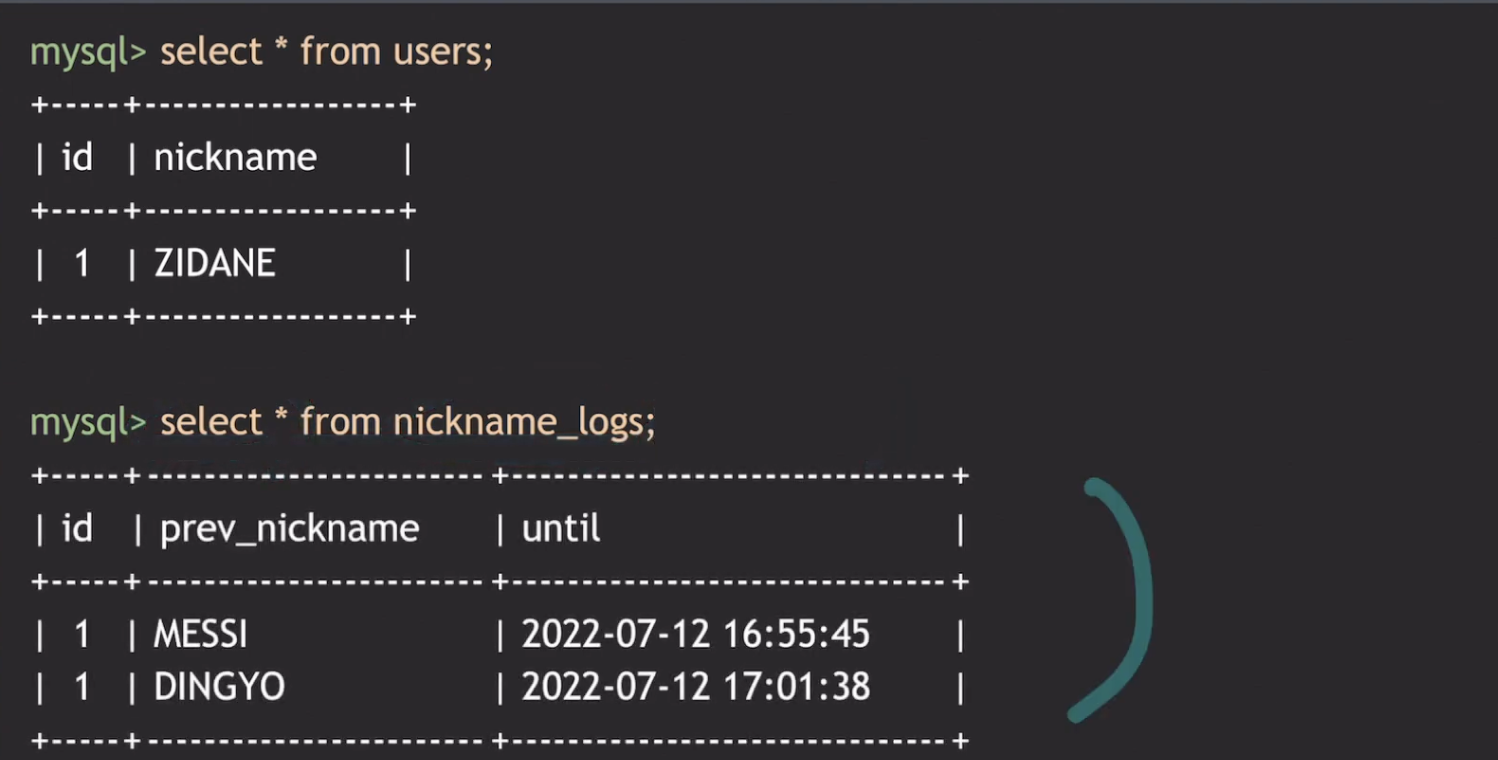 mysql> select * from users;
+-----+------------------+
| id | nickname |
+-----+------------------+
| 1 | ZIDANE |
+-----+------------------+
mysql> select * from nickname_logs;
+-----+------------------------+-------------------------------+
| id | prev_nickname | until |
+-----+------------------------+-------------------------------+
| 1 | MESSI | 2022-07-12 16:55:45 |
| 1 | DINGYO | 2022-07-12 17:01:38 |
+-----+------------------------+-------------------------------+